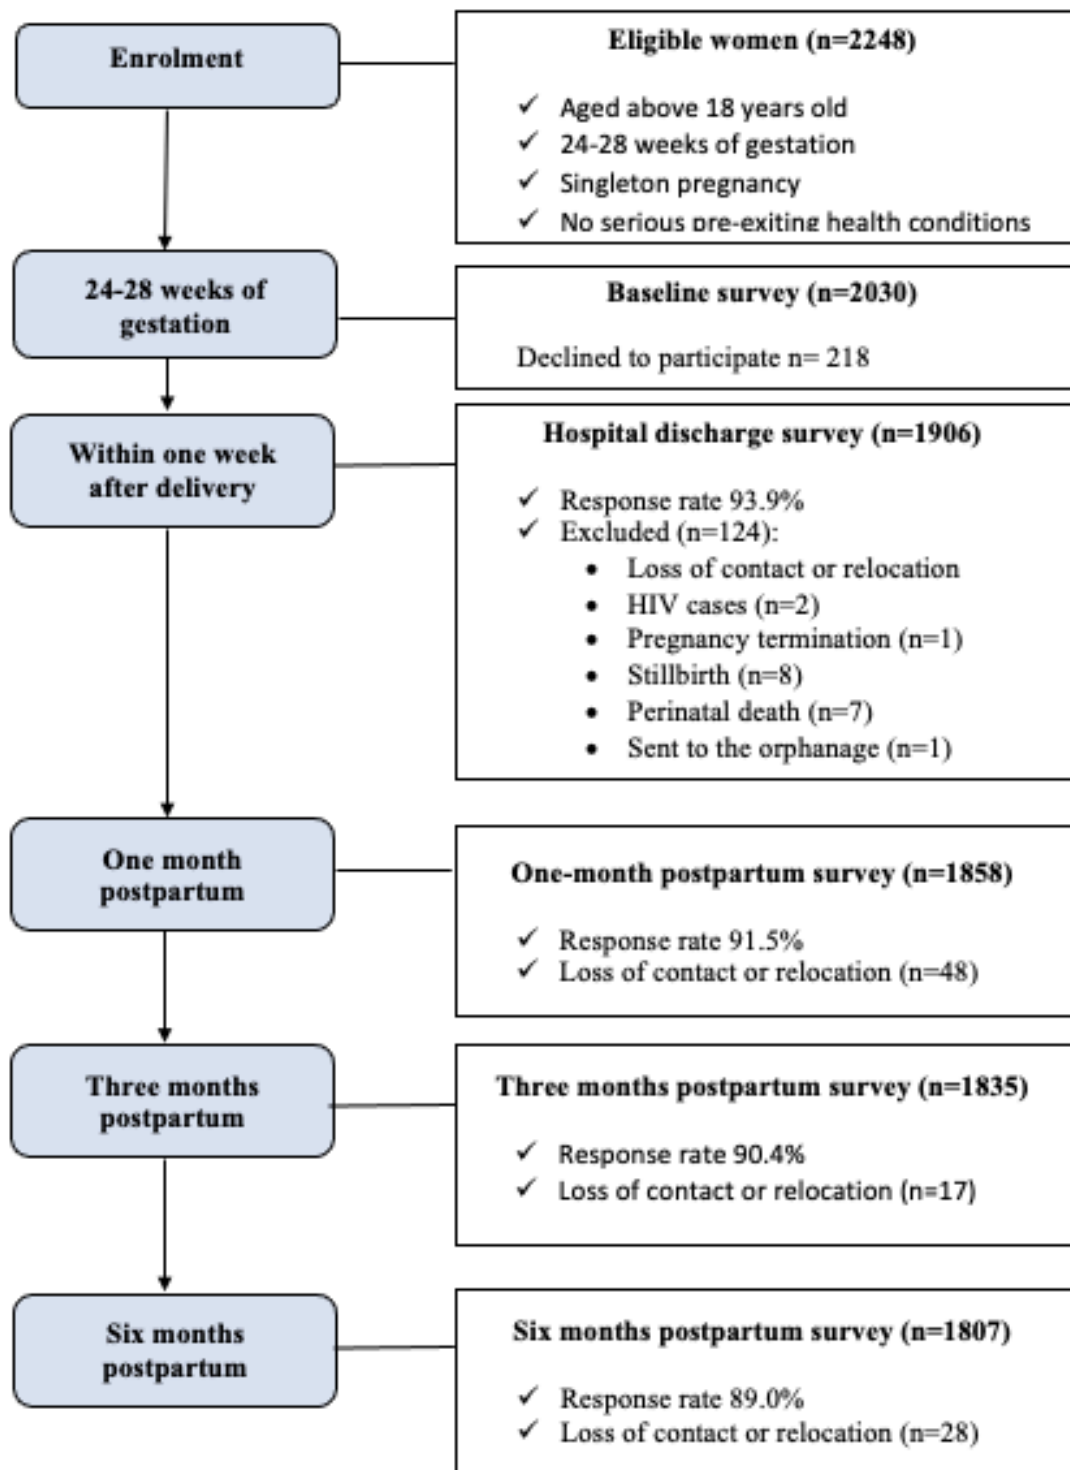 Enrolment
Eligible women (n=2248)
✓ Aged above 18 years old
✓ 24-28 weeks of gestation
✓ Singleton pregnancy
✓ No serious pre-exiting health conditions
24-28 weeks of
gestation
Baseline survey (n=2030)
Declined to participate n= 218
Within one week
after delivery
Hospital discharge survey (n=1906)
✓ Response rate 93.9%
✓ Excluded (n=124):
• Loss of contact or relocation
• HIV cases (n=2)
• Pregnancy termination (n=1)
• Stillbirth (n=8)
• Perinatal death (n=7)
• Sent to the orphanage (n=1)
One month
postpartum
One-month postpartum survey (n=1858)
✓ Response rate 91.5%
✓ Loss of contact or relocation (n=48)
Three months
postpartum
Three months postpartum survey (n=1835)
✓ Response rate 90.4%
✓ Loss of contact or relocation (n=17)
Six months
postpartum
Six months postpartum survey (n=1807)
✓ Response rate 89.0%
✓ Loss of contact or relocation (n=28)